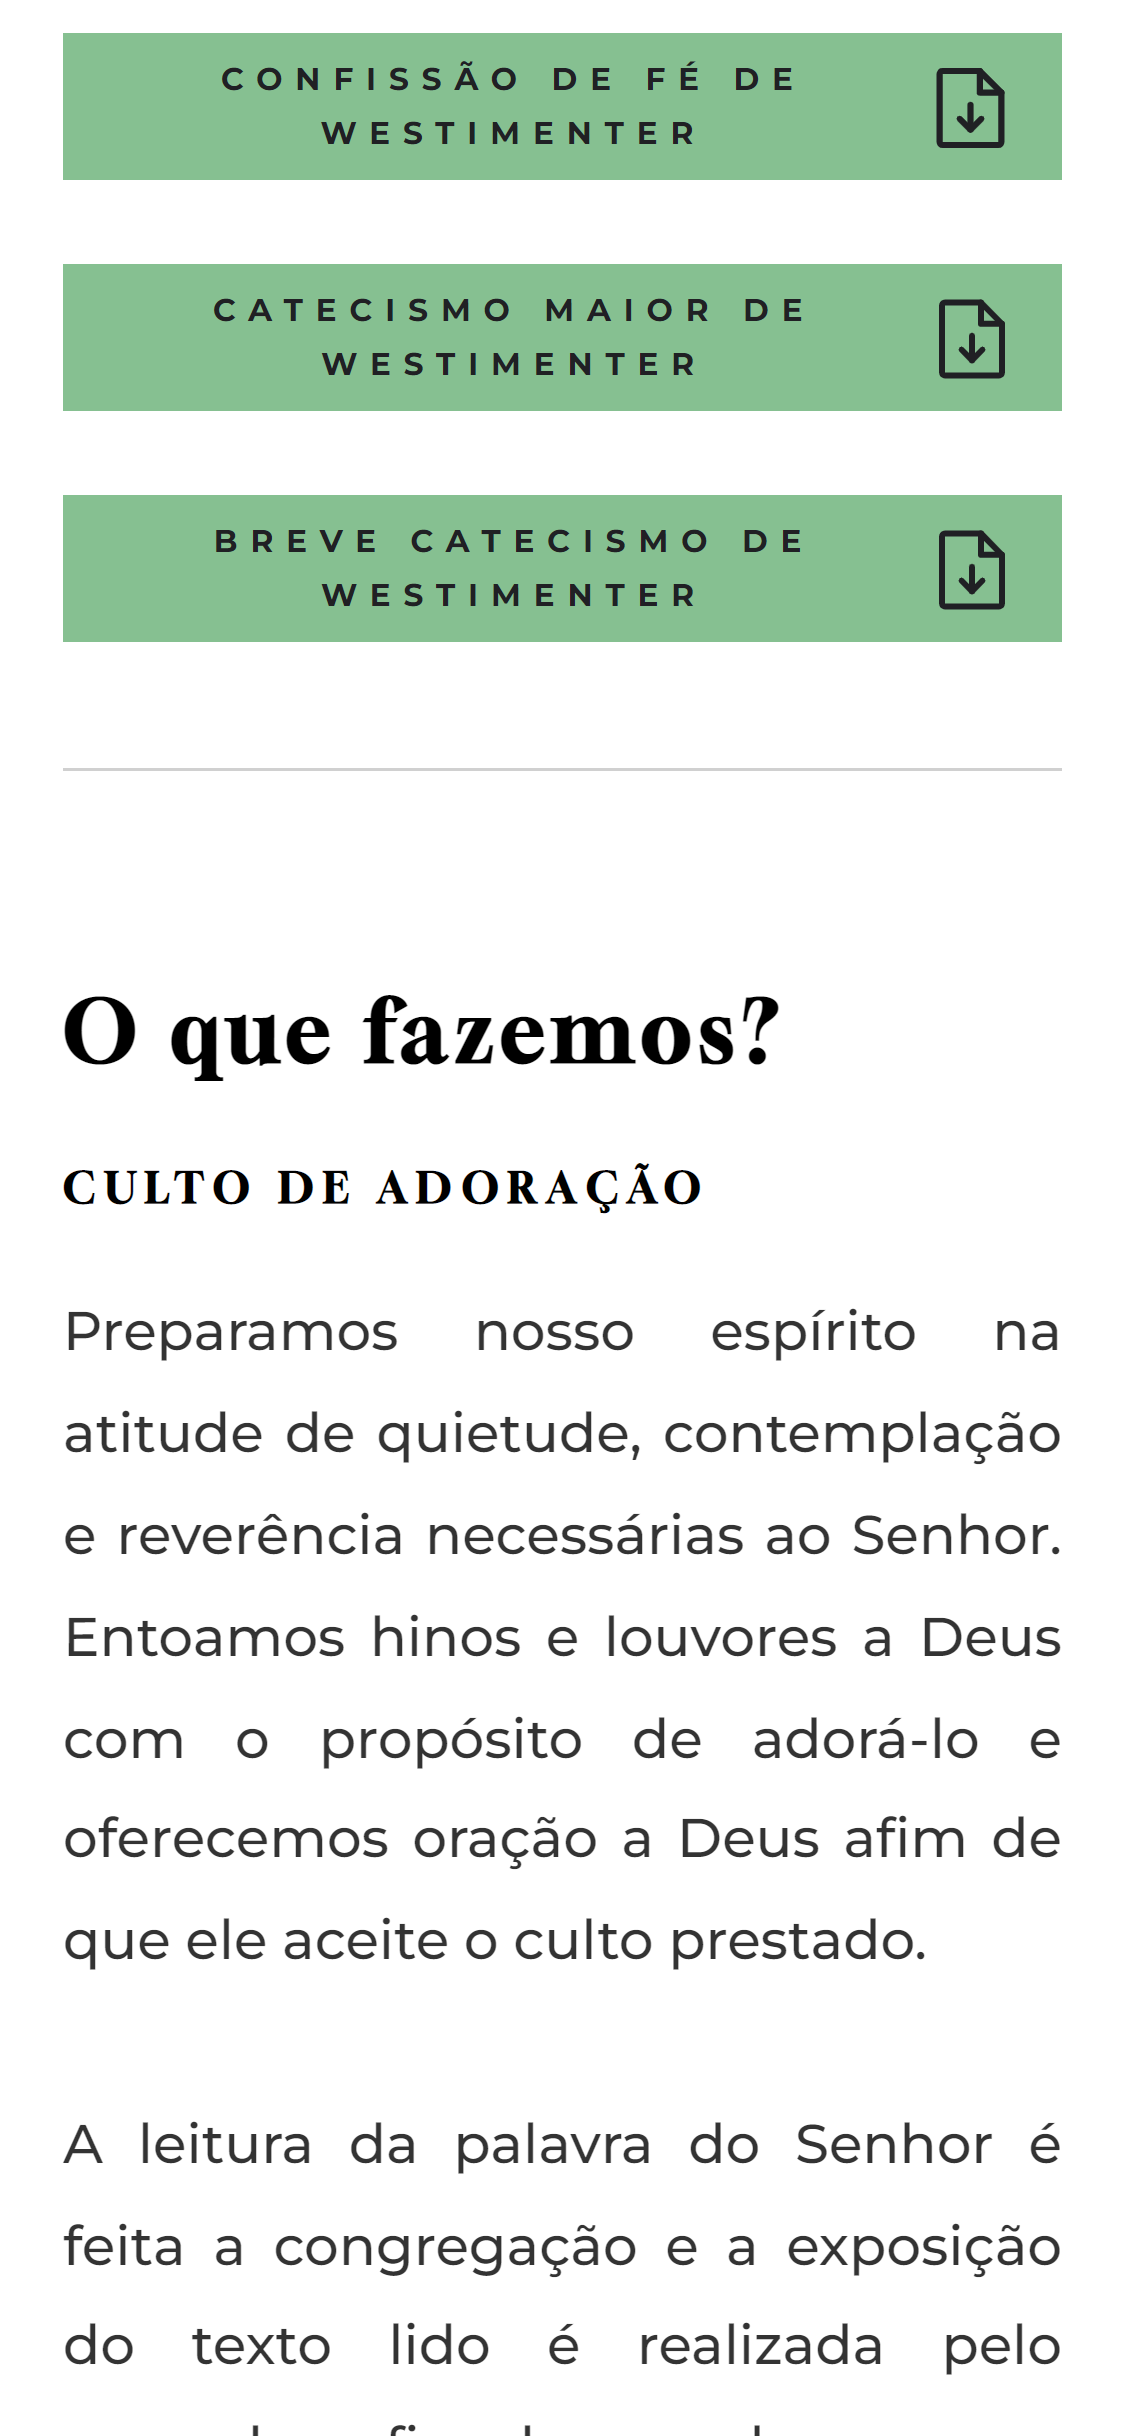 CONFISSÃO DE FÉ DE
WESTIMENTER
CATECISMO MAIOR DE
WESTIMENTER
BREVE CATECISMO DE
WESTIMENTER
O que fazemos?
CULTO DE ADORAÇÃO
Preparamos nosso espírito na
atitude de quietude, contemplação
e reverência necessárias ao Senhor.
Entoamos hinos e louvores a Deus
com o propósito de adorá-lo e
oferecemos oração a Deus afim de
que ele aceite o culto prestado.
A leitura da palavra do Senhor é
feita a congregação e a exposição
do texto lido é realizada pelo